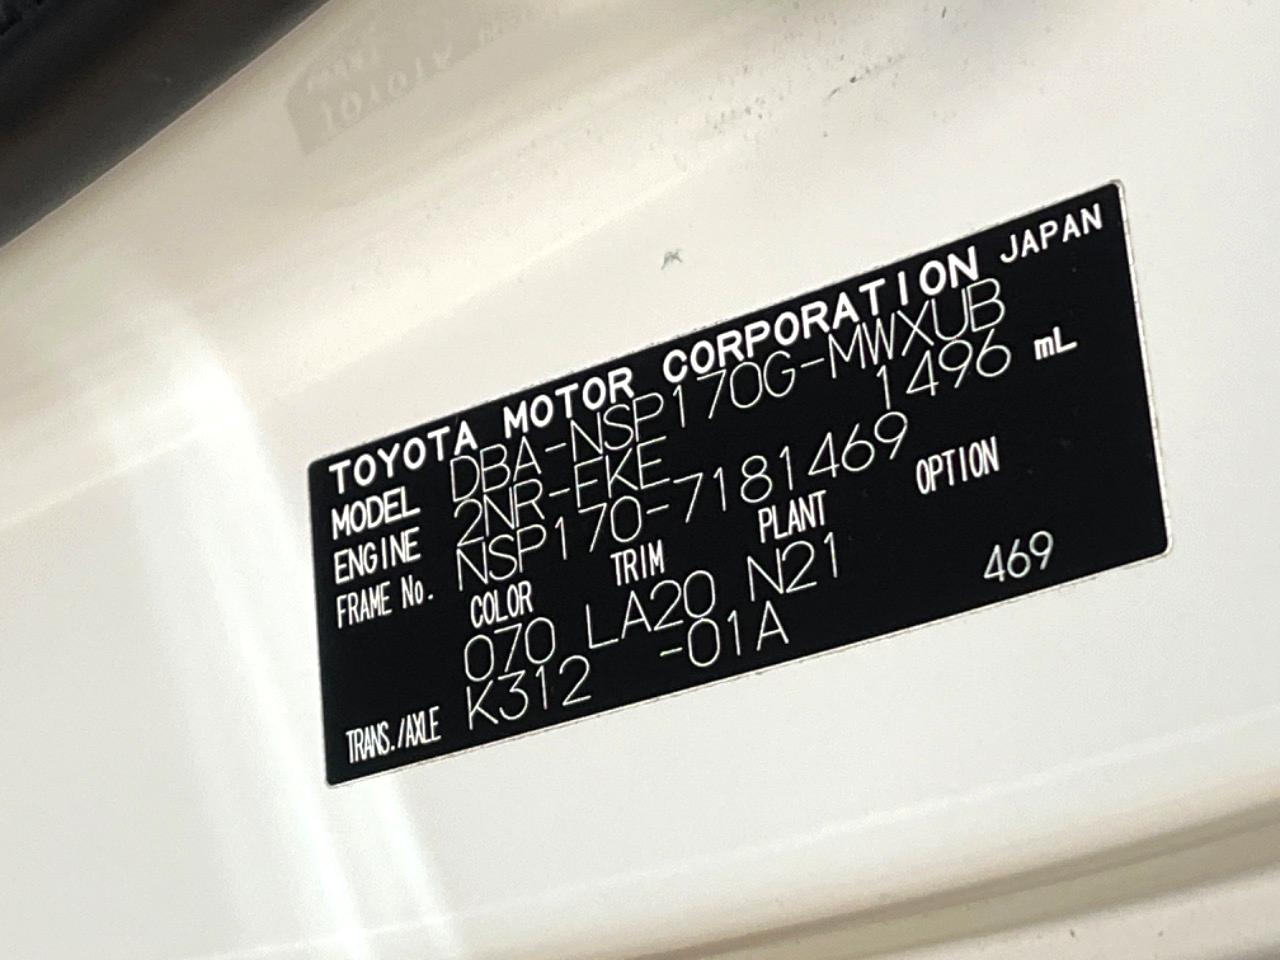 TOYOTA MOTOR CORPORATION JAPAN
MODEL DBA-NSP170G-MWXUB
ENGINE 2NR-FKE 1496 mL
FRAME No. NSP170-7181469
COLOR TRIM PLANT OPTION
070 LA20 N21 469
TRANS./AXLE K312 -01A